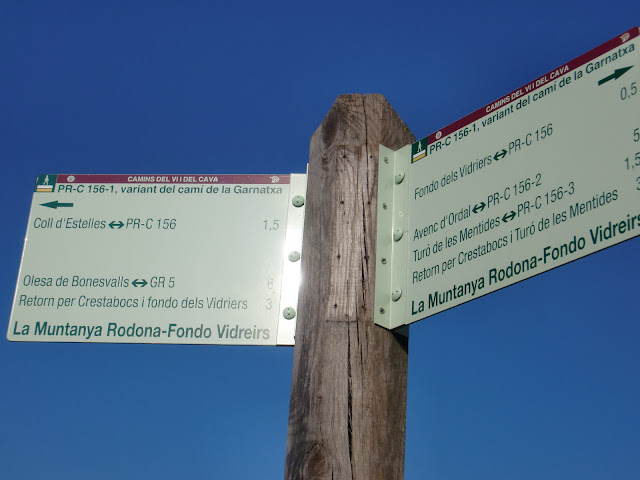 CAMINS DEL VI I DEL CAVA
PR-C 156-1, variant del camí de la Garnatxa
Coll d'Estelles ↔ PR-C 156 1,5
Olesa de Bonesvalls ↔ GR 5 6
Retorn per Crestabocs i fondo dels Vidriers 3
La Muntanya Rodona-Fondo Vidreirs
CAMINS DEL VI I DEL CAVA
PR-C 156-1, variant del camí de la Garnatxa
0,5
Fondo dels Vidriers ↔ PR-C 156
Avenc d'Ordal ↔ PR-C 156-2
Turó de les Mentides ↔ PR-C 156-3 1,5
Retorn per Crestabocs i Turó de les Mentides
La Muntanya Rodona-Fondo Vidreirs